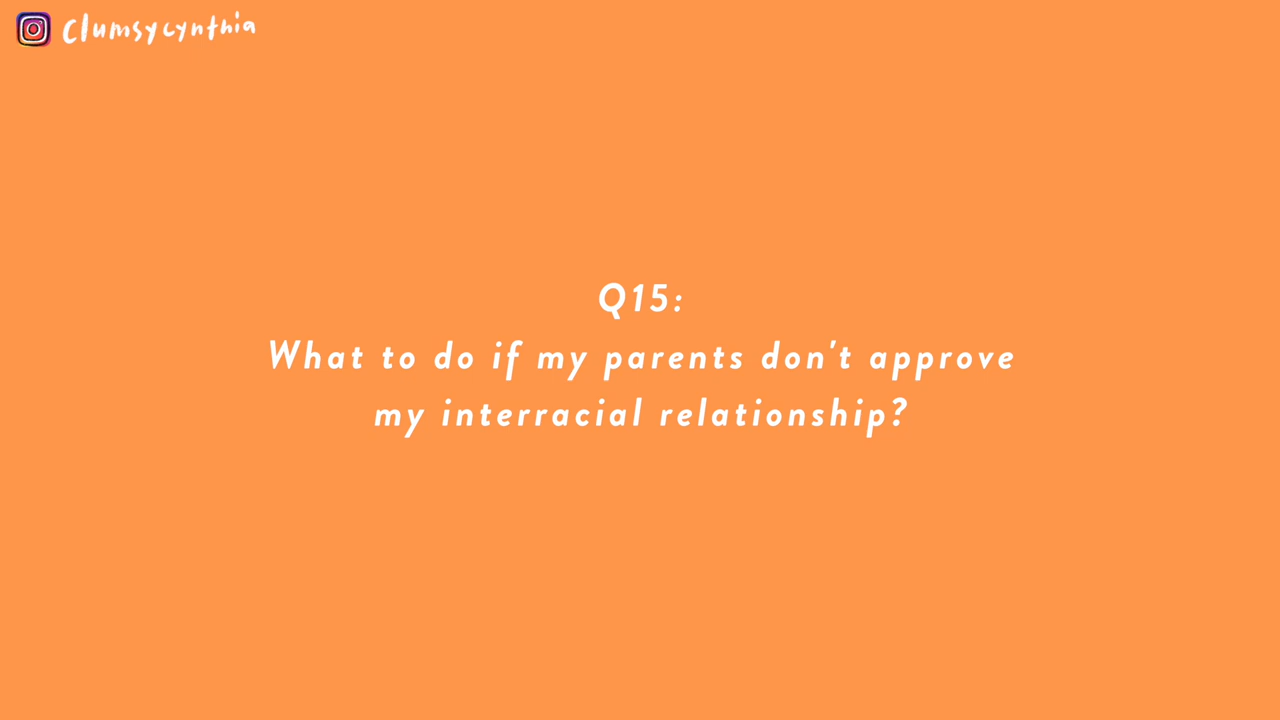 Clumsycynthia
Q15:
What to do if my parents don't approve
my interracial relationship?